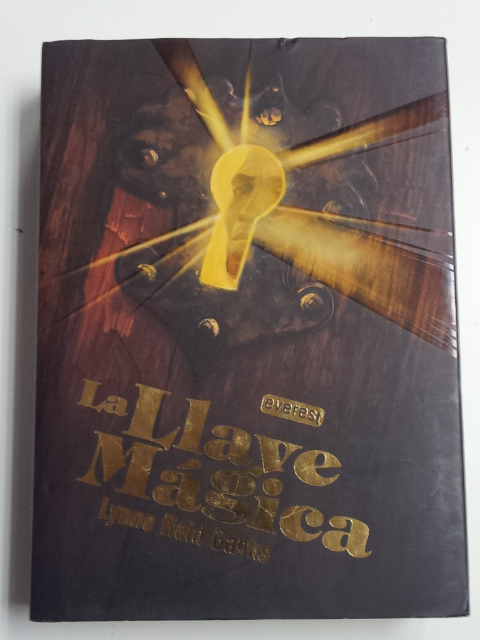 everest
La Llave
Mágica
Lynne Reid Banks